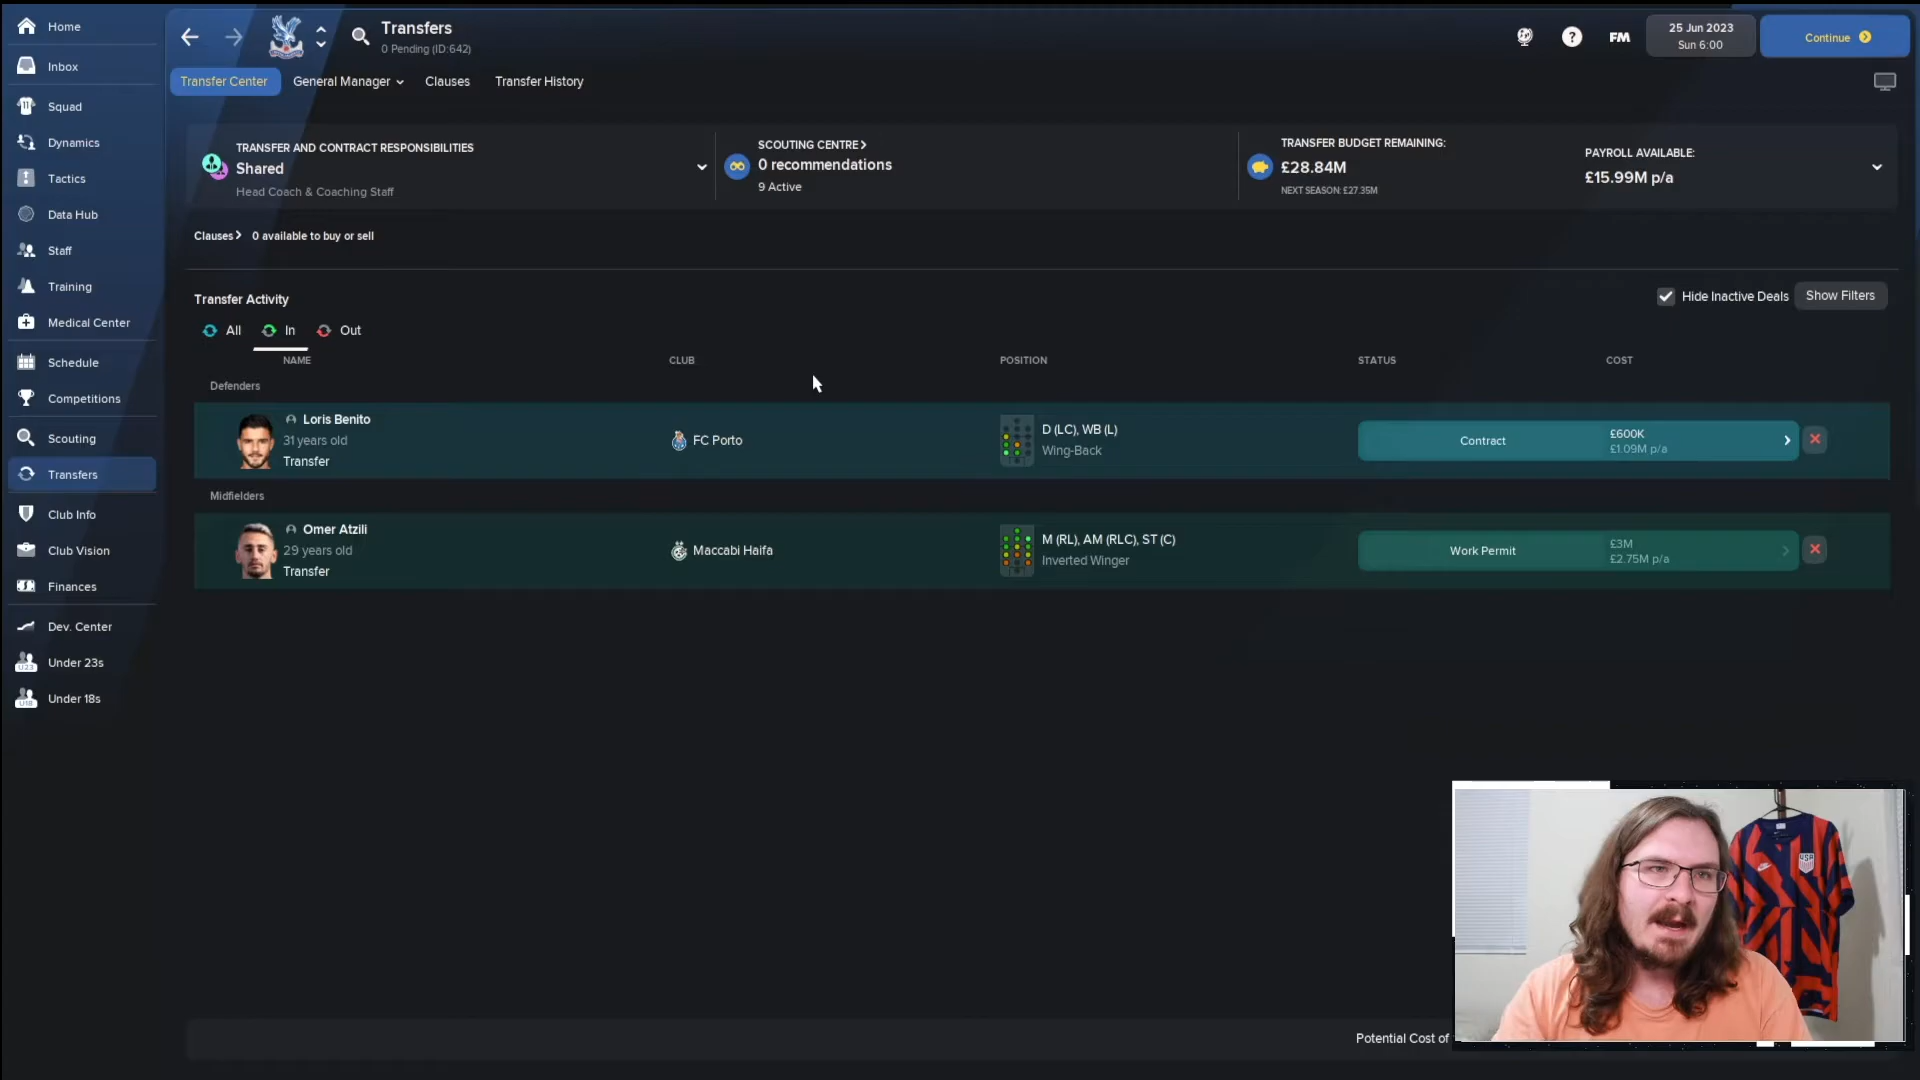 Home
Inbox
Squad
Dynamics
Tactics
Data Hub
Staff
Training
Medical Center
Schedule
Competitions
Scouting
Transfers
Club Info
Club Vision
Finances
Dev. Center
U23 Under 23s
U18 Under 18s
Transfers
0 Pending (ID:642)
FM
25 Jun 2023
Sun 6:00
Continue
Transfer Center
General Manager
Clauses
Transfer History
TRANSFER AND CONTRACT RESPONSIBILITIES
Shared
Head Coach & Coaching Staff
SCOUTING CENTRE
0 recommendations
9 Active
TRANSFER BUDGET REMAINING:
£28.84M
NEXT SEASON: £27.35M
PAYROLL AVAILABLE:
£15.99M p/a
Clauses 0 available to buy or sell
Transfer Activity
Hide Inactive Deals
Show Filters
All
In
Out
NAME CLUB POSITION STATUS COST
Defenders
Loris Benito
31 years old
Transfer
FC Porto
D (LC), WB (L)
Wing-Back
Contract
£600K
£1.09M p/a
Midfielders
Omer Atzili
29 years old
Transfer
Maccabi Haifa
M (RL), AM (RLC), ST (C)
Inverted Winger
Work Permit
£3M
£2.75M p/a
Potential Cost of
USA